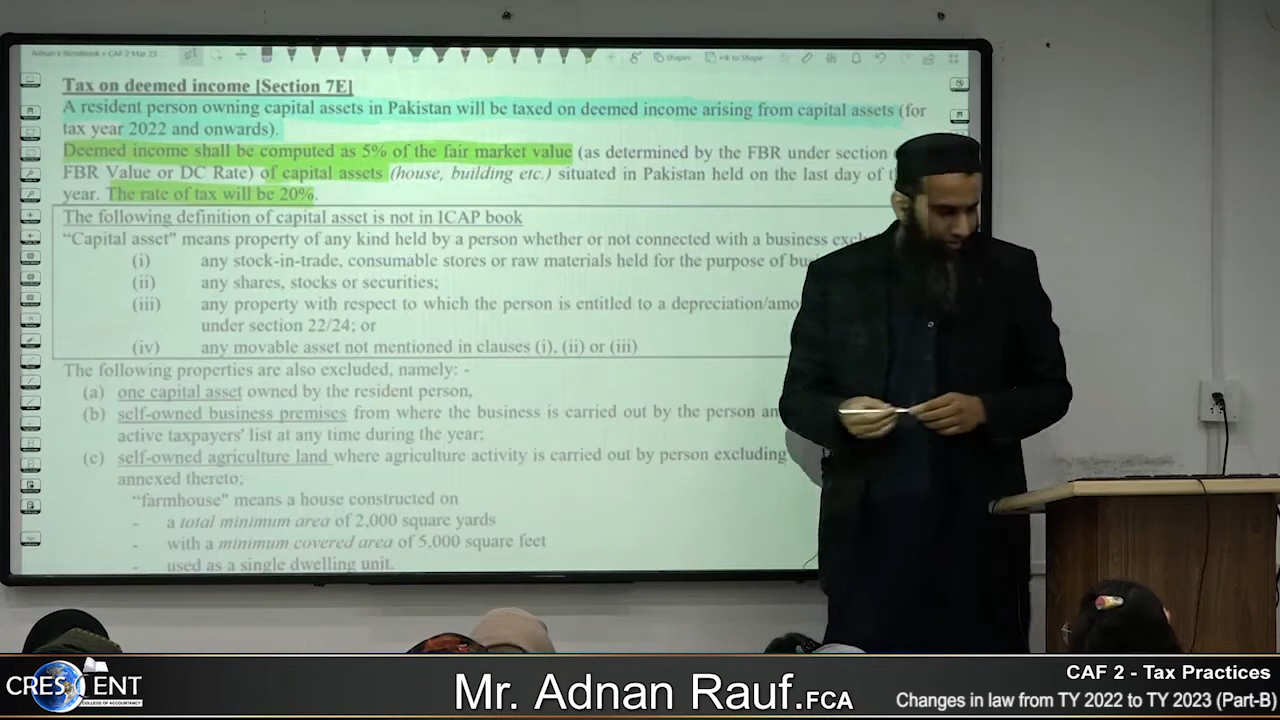 Adnan's Notebook » CAF 2 Mar 23
Shapes
Ink to Shape
Tax on deemed income [Section 7E]
A resident person owning capital assets in Pakistan will be taxed on deemed income arising from capital assets (for
tax year 2022 and onwards).
Deemed income shall be computed as 5% of the fair market value (as determined by the FBR under section
FBR Value or DC Rate) of capital assets (house, building etc.) situated in Pakistan held on the last day of
year. The rate of tax will be 20%.
The following definition of capital asset is not in ICAP book
“Capital asset” means property of any kind held by a person whether or not connected with a business
(i) any stock-in-trade, consumable stores or raw materials held for the purpose of
(ii) any shares, stocks or securities;
(iii) any property with respect to which the person is entitled to a
under section 22/24; or
(iv) any movable asset not mentioned in clauses (i), (ii) or (iii)
The following properties are also excluded, namely: -
(a) one capital asset owned by the resident person,
(b) self-owned business premises from where the business is carried out by the person
active taxpayers' list at any time during the year;
(c) self-owned agriculture land where agriculture activity is carried out by person excluding
annexed thereto;
“farmhouse” means a house constructed on
- a total minimum area of 2,000 square yards
- with a minimum covered area of 5,000 square feet
- used as a single dwelling unit.
CRESCENT
COLLEGE OF ACCOUNTANCY
Mr. Adnan Rauf.FCA
CAF 2 - Tax Practices
Changes in law from TY 2022 to TY 2023 (Part-B)